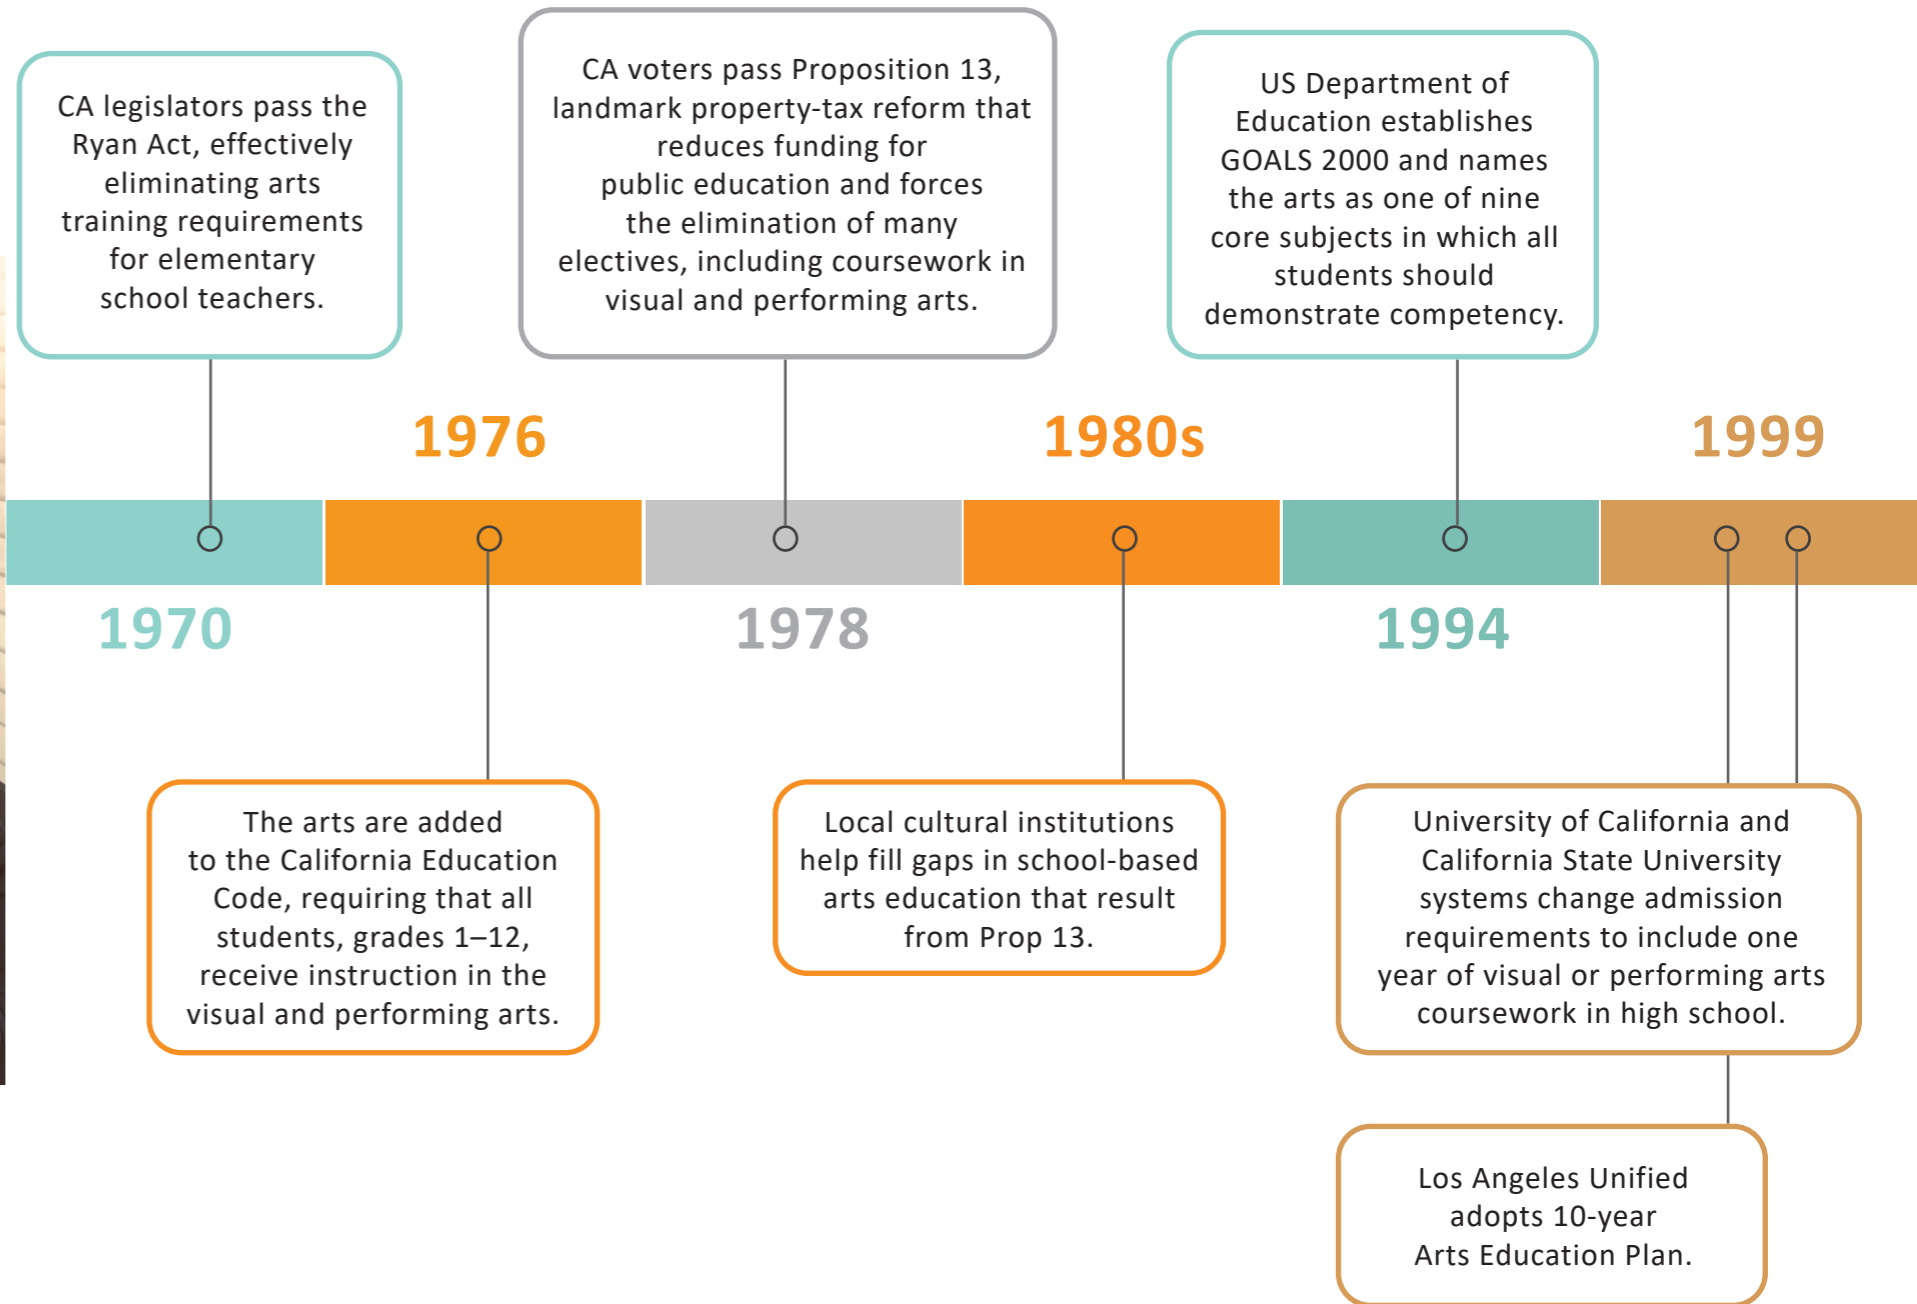 CA legislators pass the
Ryan Act, effectively
eliminating arts
training requirements
for elementary
school teachers.
CA voters pass Proposition 13,
landmark property-tax reform that
reduces funding for
public education and forces
the elimination of many
electives, including coursework in
visual and performing arts.
US Department of
Education establishes
GOALS 2000 and names
the arts as one of nine
core subjects in which all
students should
demonstrate competency.
1976
1980s
1999
1970
1978
1994
The arts are added
to the California Education
Code, requiring that all
students, grades 1–12,
receive instruction in the
visual and performing arts.
Local cultural institutions
help fill gaps in school-based
arts education that result
from Prop 13.
University of California and
California State University
systems change admission
requirements to include one
year of visual or performing arts
coursework in high school.
Los Angeles Unified
adopts 10-year
Arts Education Plan.